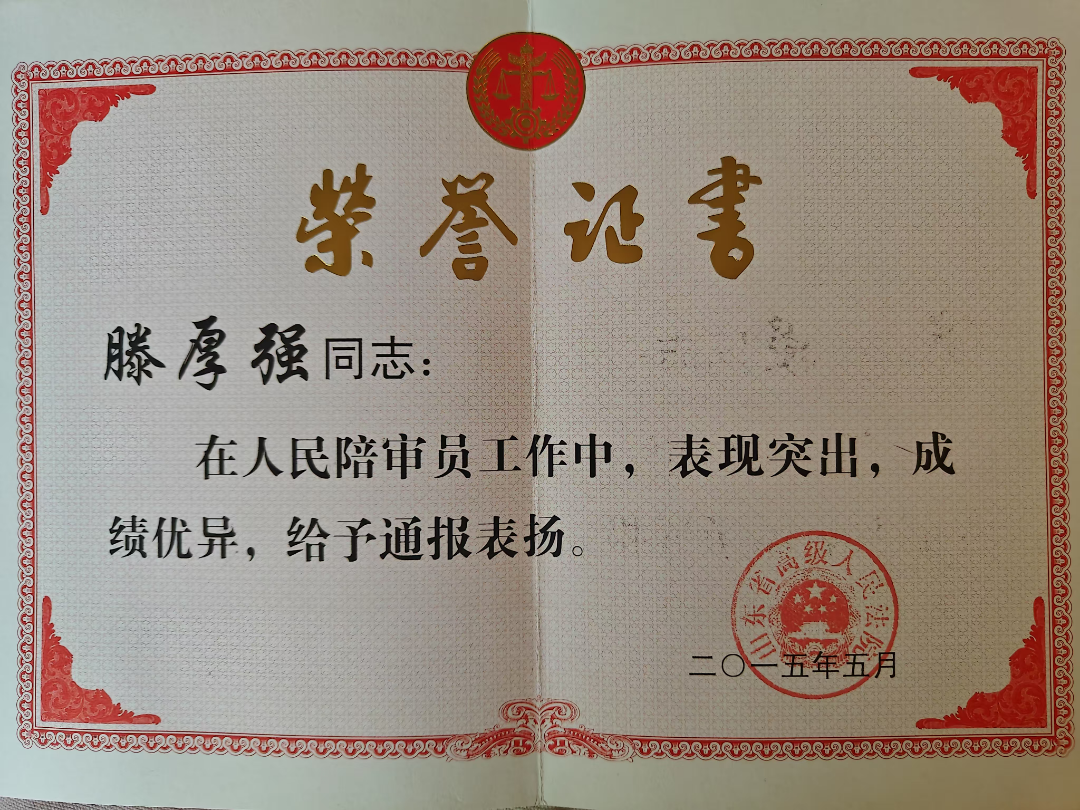 荣誉证书
滕厚强同志：
在人民陪审员工作中，表现突出，成
绩优异，给予通报表扬。
山东省高级人民法院
二〇一五年五月